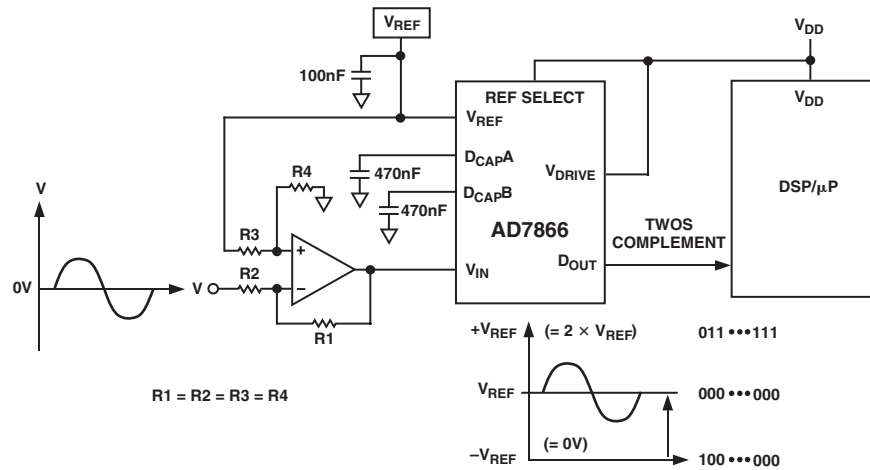 VREF
VDD
100nF
REF SELECT
VDD
VREF
R4
470nF
DCAPA
VDRIVE
V
DCAPB
DSP/μP
470nF
AD7866
TWOS
COMPLEMENT
R3
+
R2
DOUT
0V
V
–
VIN
R1
+VREF (= 2 × VREF) 011 ••• 111
R1 = R2 = R3 = R4
VREF 000 ••• 000
–VREF (= 0V) 100 ••• 000